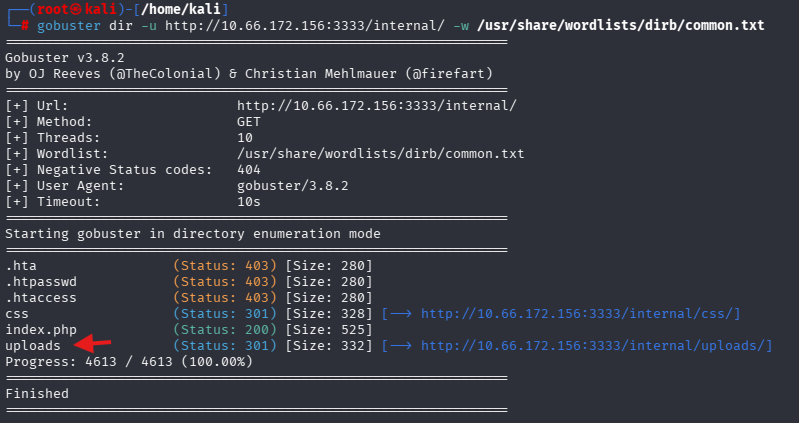 ┌──(root㉿kali)-[/home/kali]
└─# gobuster dir -u http://10.66.172.156:3333/internal/ -w /usr/share/wordlists/dirb/common.txt
===============================================================
Gobuster v3.8.2
by OJ Reeves (@TheColonial) & Christian Mehlmauer (@firefart)
===============================================================
[+] Url:                     http://10.66.172.156:3333/internal/
[+] Method:                  GET
[+] Threads:                 10
[+] Wordlist:                /usr/share/wordlists/dirb/common.txt
[+] Negative Status codes:   404
[+] User Agent:              gobuster/3.8.2
[+] Timeout:                 10s
===============================================================
Starting gobuster in directory enumeration mode
===============================================================
.hta                 (Status: 403) [Size: 280]
.htpasswd            (Status: 403) [Size: 280]
.htaccess            (Status: 403) [Size: 280]
css                  (Status: 301) [Size: 328] [--> http://10.66.172.156:3333/internal/css/]
index.php            (Status: 200) [Size: 525]
uploads              (Status: 301) [Size: 332] [--> http://10.66.172.156:3333/internal/uploads/]
Progress: 4613 / 4613 (100.00%)
===============================================================
Finished
===============================================================